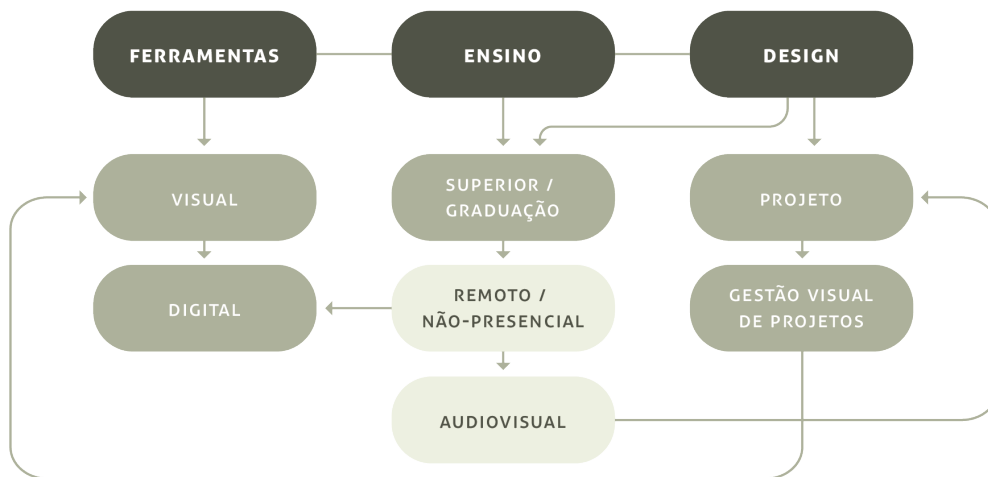 FERRAMENTAS
ENSINO
DESIGN
VISUAL
SUPERIOR /
GRADUAÇÃO
PROJETO
DIGITAL
REMOTO /
NÃO-PRESENCIAL
GESTÃO VISUAL
DE PROJETOS
AUDIOVISUAL